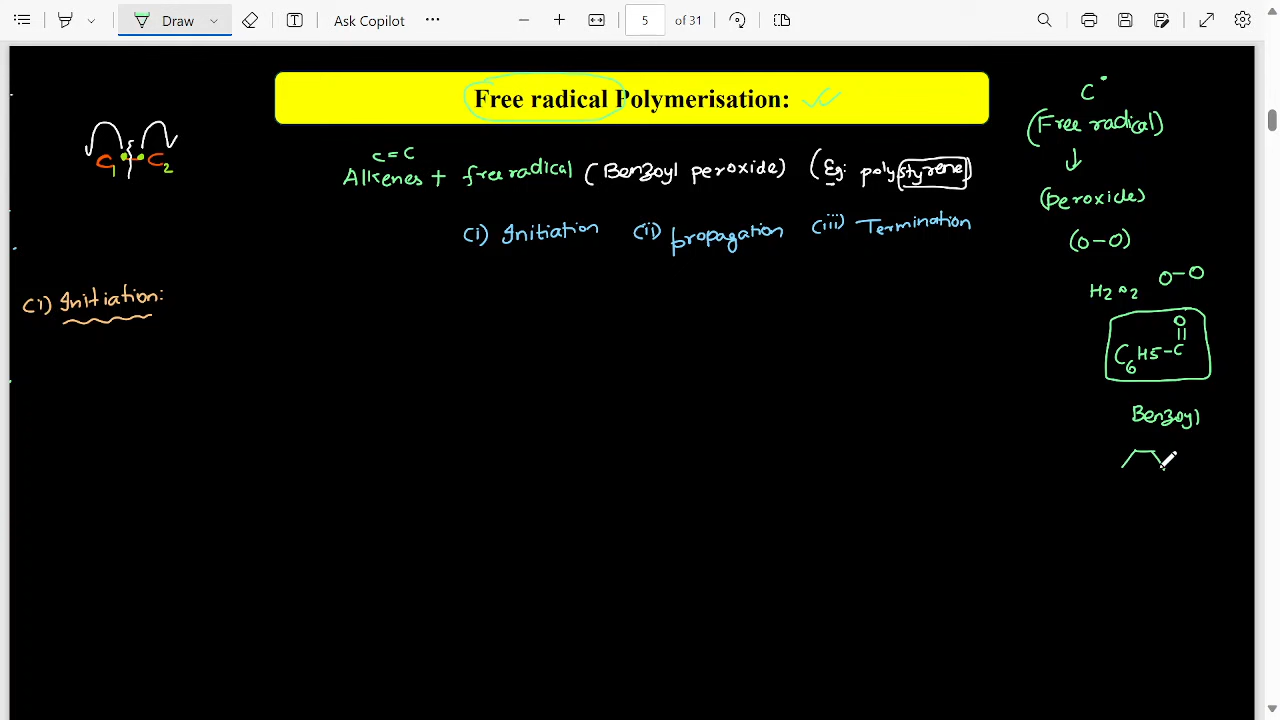 Draw
Ask Copilot
5 of 31
Free radical Polymerisation:
C1 - C2
C = C
Alkenes + free radical (Benzoyl peroxide) (Eg: polystyrene)
(i) Initiation (ii) propagation (iii) Termination
(i) Initiation:
C•
(Free radical)
↓
(peroxide)
(O-O)
H2O2 O-O
O
||
C6H5-C
Benzoyl